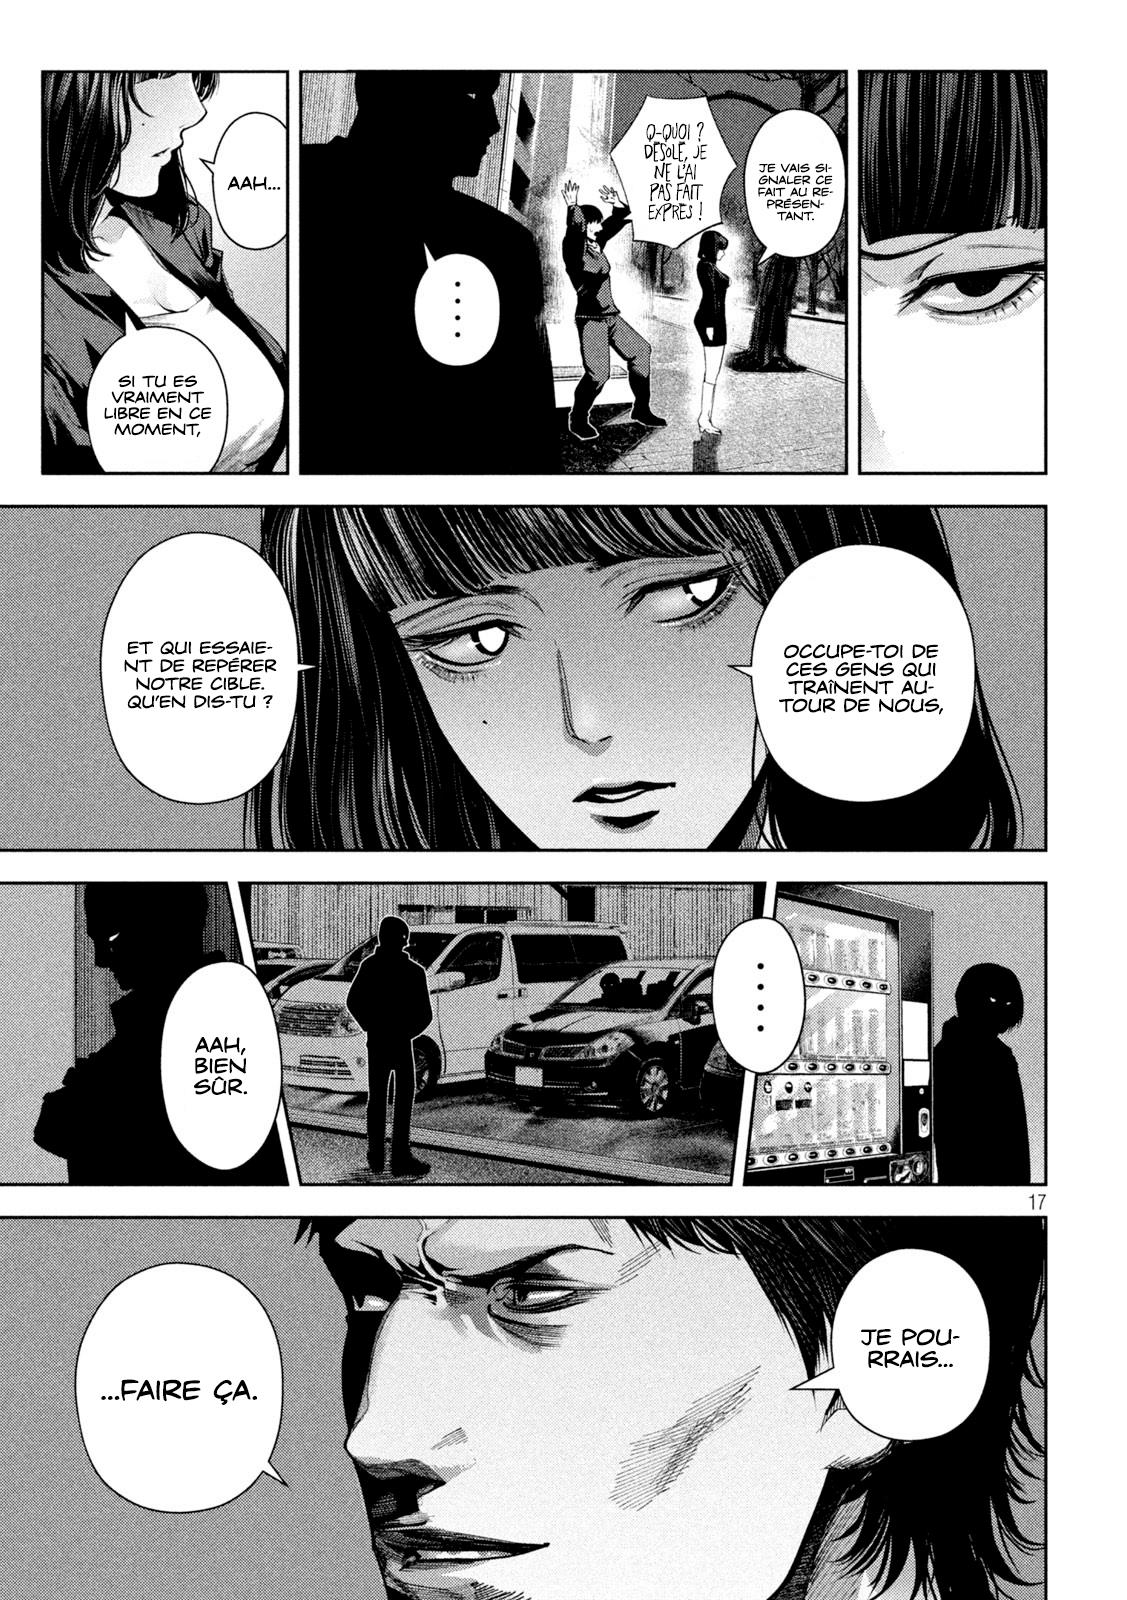 JE VAIS SI-
GNALER CE
FAIT AU RE-
PRÉSEN-
TANT.
Q-QUOI ?
DÉSOLÉ, JE
NE L'AI
PAS FAIT
EXPRÈS !
....
AAH...
SI TU ES
VRAIMENT
LIBRE EN CE
MOMENT,
OCCUPE-TOI DE
CES GENS QUI
TRAÎNENT AU-
TOUR DE NOUS,
ET QUI ESSAIE-
NT DE REPÉRER
NOTRE CIBLE.
QU'EN DIS-TU ?
....
AAH,
BIEN
SÛR.
17
JE POU-
RRAIS...
...FAIRE ÇA.